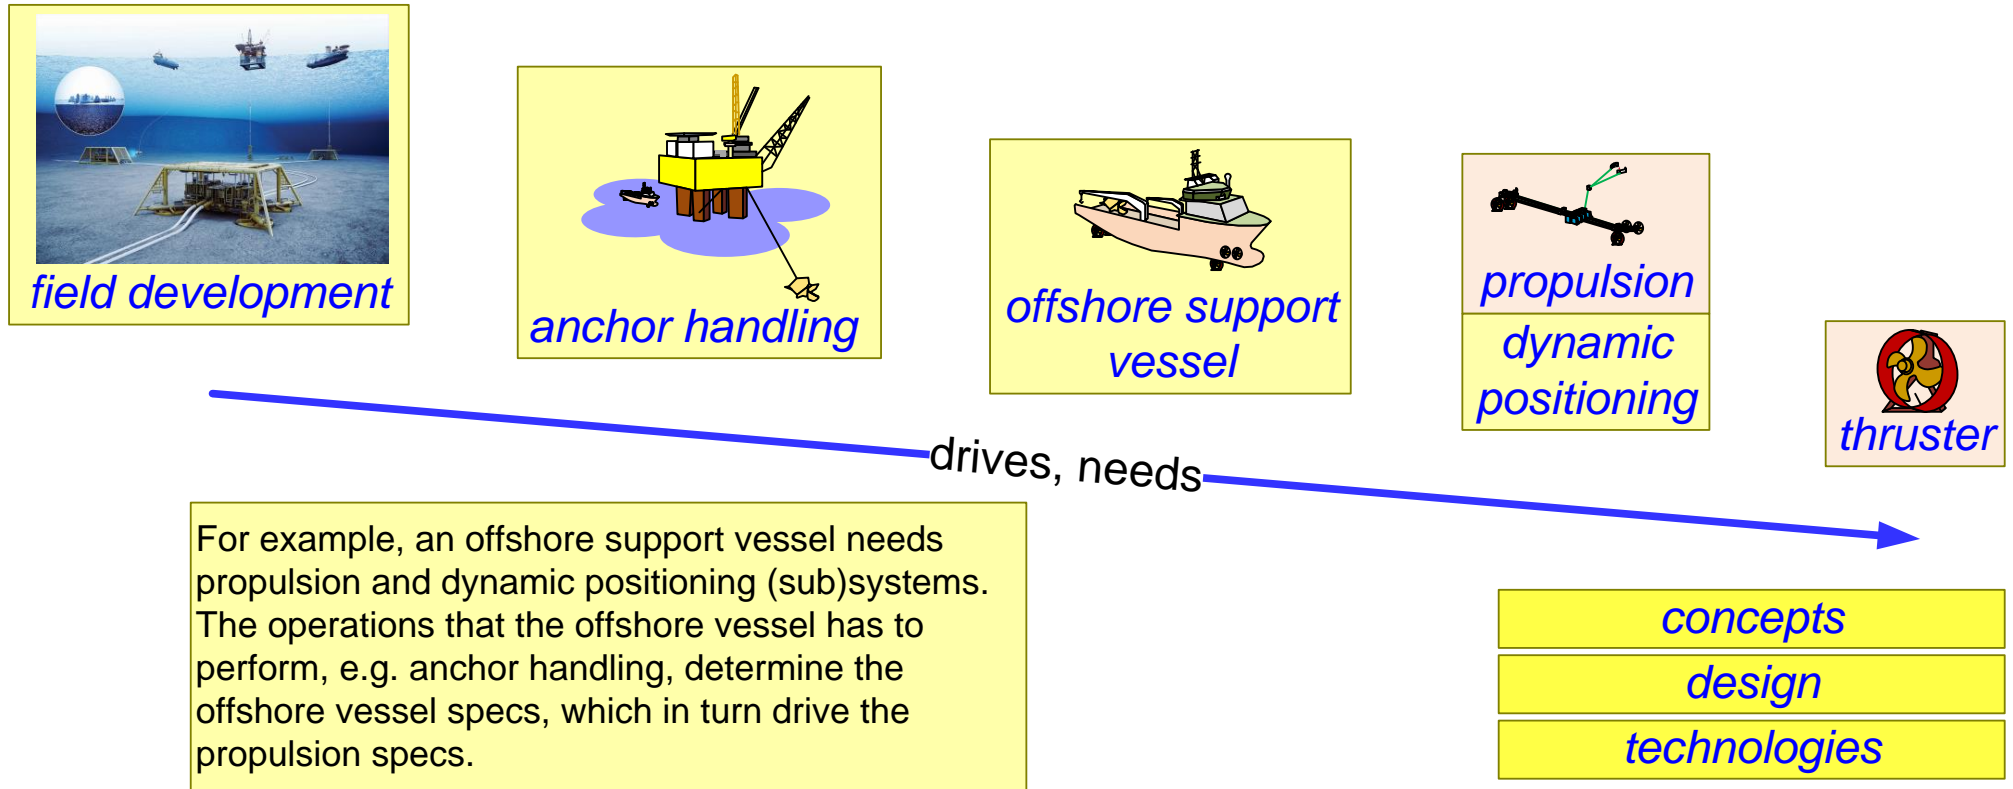 field development
anchor handling
offshore support
vessel
propulsion
dynamic
positioning
thruster
drives, needs
For example, an offshore support vessel needs
propulsion and dynamic positioning (sub)systems.
The operations that the offshore vessel has to
perform, e.g. anchor handling, determine the
offshore vessel specs, which in turn drive the
propulsion specs.
concepts
design
technologies